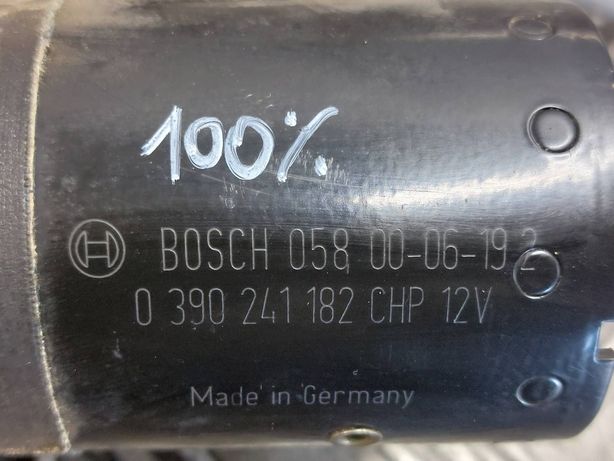 100%
BOSCH 058 00-06-19 2
0 390 241 182 CHP 12V
Made in Germany